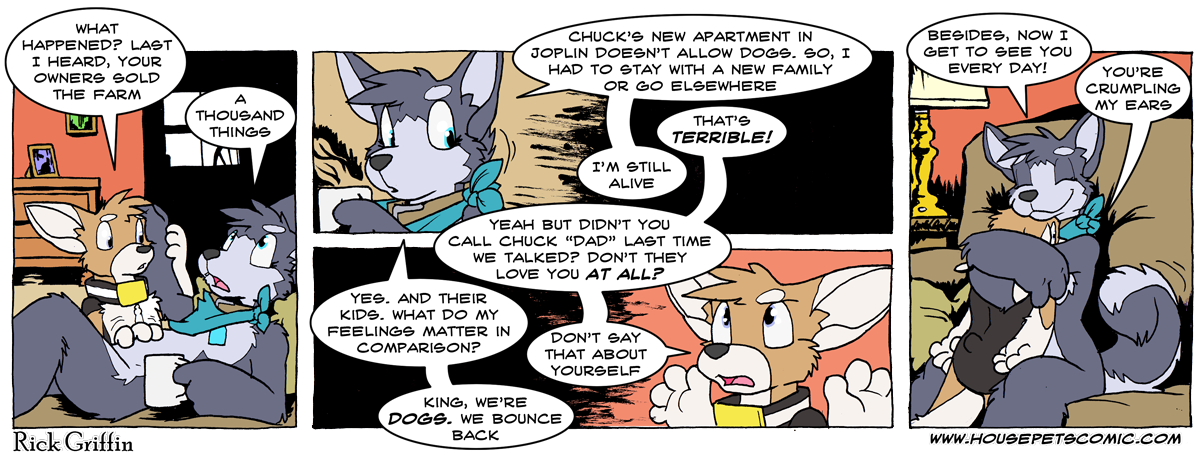 WHAT
HAPPENED? LAST
I HEARD, YOUR
OWNERS SOLD
THE FARM
A
THOUSAND
THINGS
CHUCK'S NEW APARTMENT IN
JOPLIN DOESN'T ALLOW DOGS. SO, I
HAD TO STAY WITH A NEW FAMILY
OR GO ELSEWHERE
THAT'S
TERRIBLE!
I'M STILL
ALIVE
YEAH BUT DIDN'T YOU
CALL CHUCK "DAD" LAST TIME
WE TALKED? DON'T THEY
LOVE YOU AT ALL?
YES. AND THEIR
KIDS. WHAT DO MY
FEELINGS MATTER IN
COMPARISON?
DON'T SAY
THAT ABOUT
YOURSELF
KING, WE'RE
DOGS. WE BOUNCE
BACK
BESIDES, NOW I
GET TO SEE YOU
EVERY DAY!
YOU'RE
CRUMPLING
MY EARS
Rick Griffin
WWW.HOUSEPETSCOMIC.COM